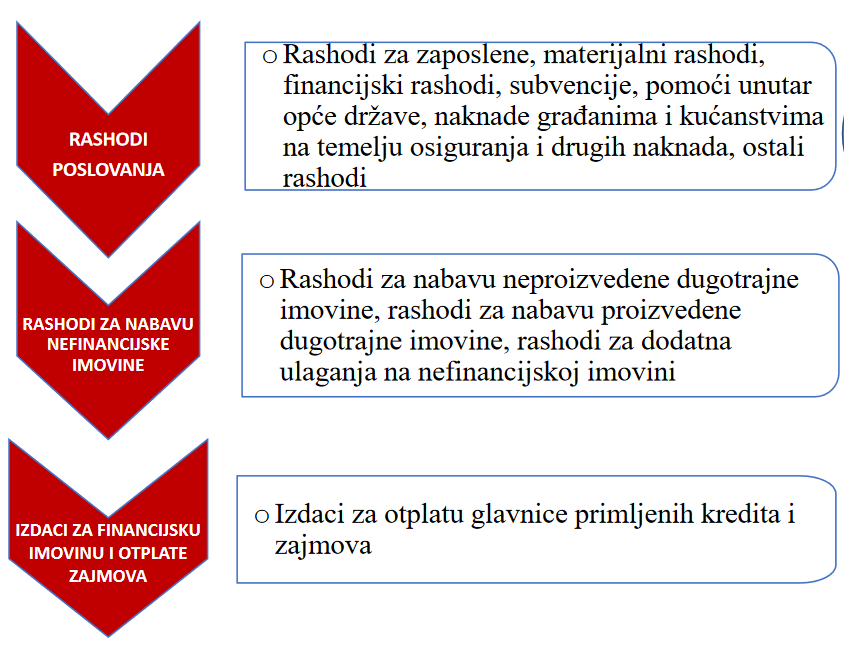 RASHODI
POSLOVANJA
○ Rashodi za zaposlene, materijalni rashodi,
financijski rashodi, subvencije, pomoći unutar
opće države, naknade građanima i kućanstvima
na temelju osiguranja i drugih naknada, ostali
rashodi
RASHODI ZA NABAVU
NEFINANCIJSKE
IMOVINE
○ Rashodi za nabavu neproizvedene dugotrajne
imovine, rashodi za nabavu proizvedene
dugotrajne imovine, rashodi za dodatna
ulaganja na nefinancijskoj imovini
IZDACI ZA FINANCIJSKU
IMOVINU I OTPLATE
ZAJMOVA
○ Izdaci za otplatu glavnice primljenih kredita i
zajmova